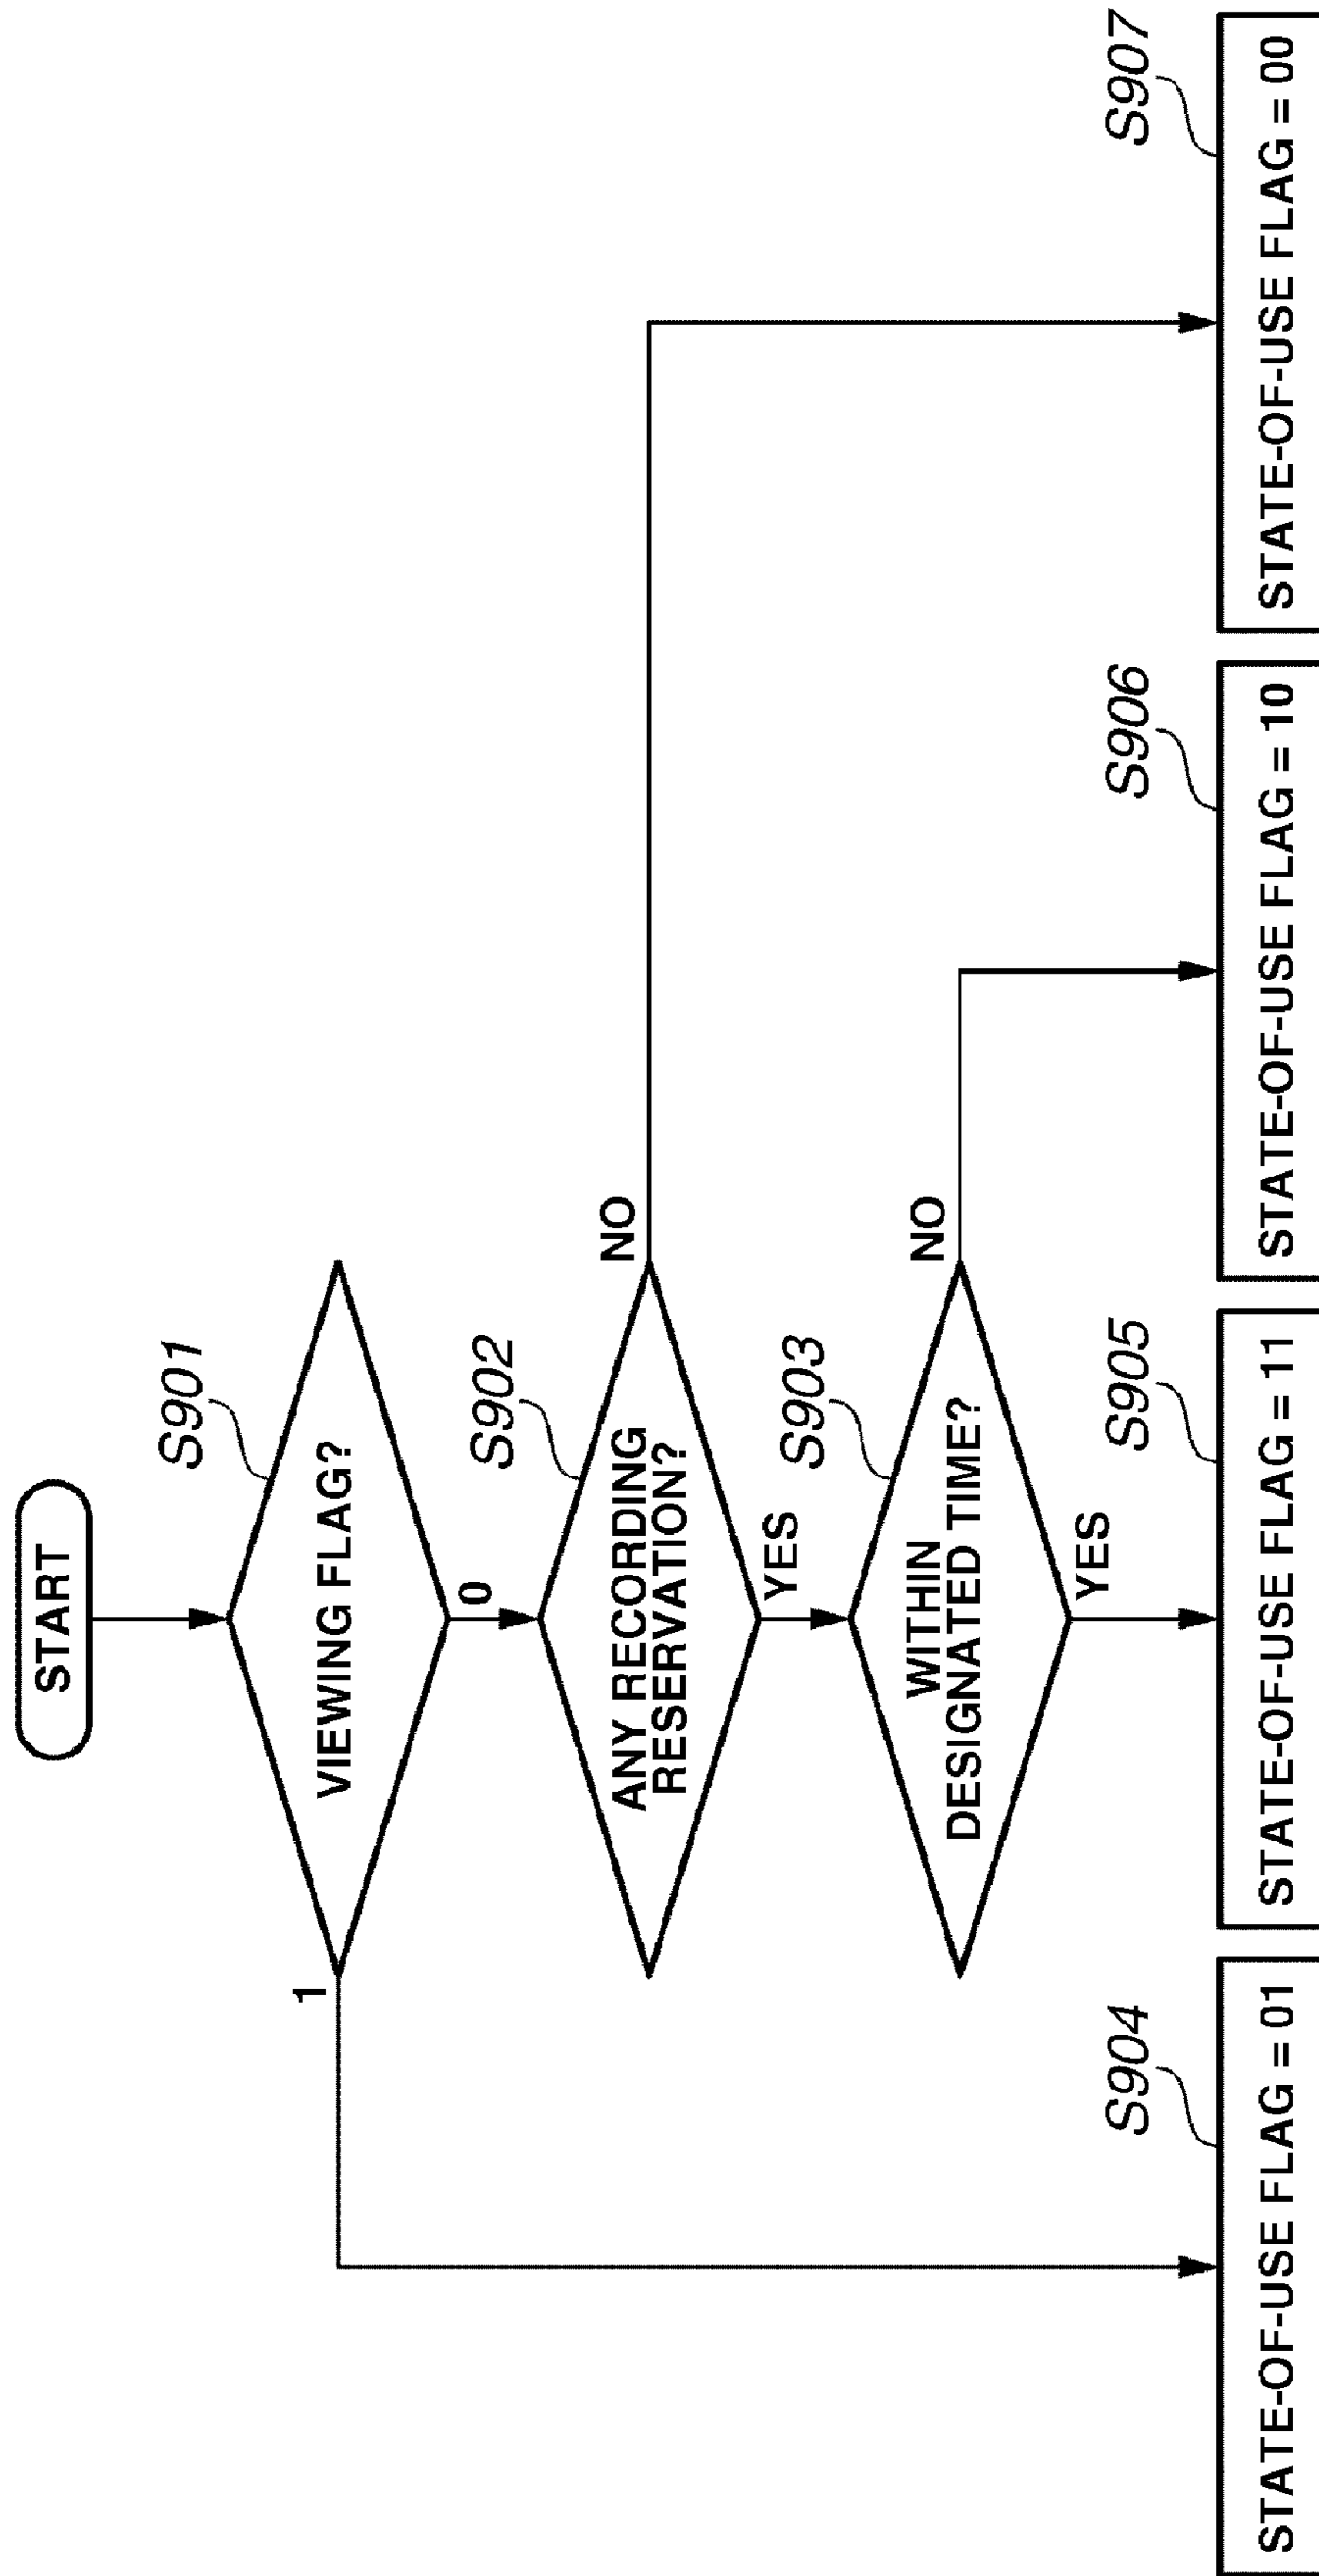 START
S901
VIEWING FLAG?
1
0
S902
ANY RECORDING
RESERVATION?
NO
YES
S903
WITHIN
DESIGNATED TIME?
NO
YES
S904
STATE-OF-USE FLAG = 01
S905
STATE-OF-USE FLAG = 11
S906
STATE-OF-USE FLAG = 10
S907
STATE-OF-USE FLAG = 00